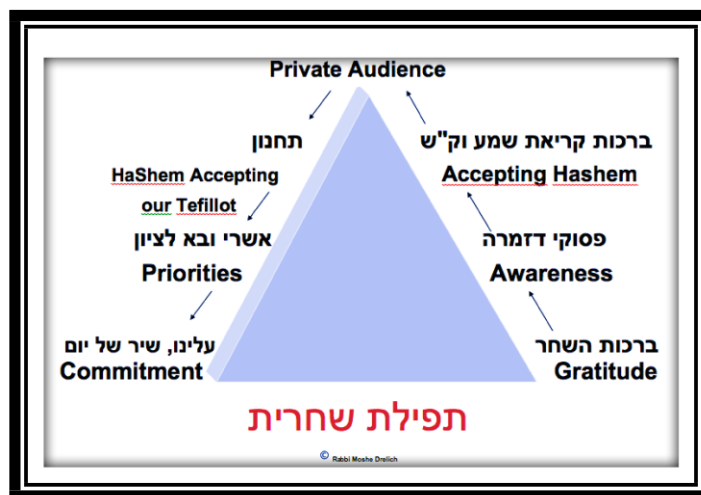 Private Audience
תחנון
ברכות קריאת שמע וק"ש
HaShem Accepting
our Tefillot
Accepting Hashem
אשרי ובא לציון
Priorities
פסוקי דזמרה
Awareness
עלינו, שיר של יום
Commitment
ברכות השחר
Gratitude
תפילת שחרית
© Rabbi Moshe Drelich